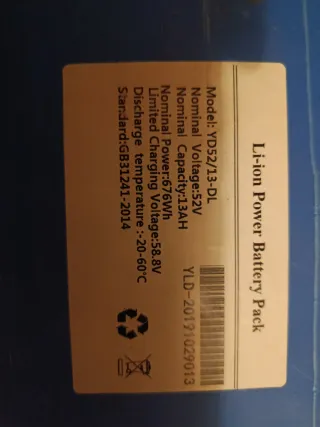 Li-ion Power Battery Pack
Model: YD52/13-DL
Nominal Voltage:52V
Nominal Capacity:13AH
Nominal Power:676Wh
Limited Charging Voltage:58.8V
Discharge temperature :-20-60℃
Standard:GB31241-2014
YLD-20191029013